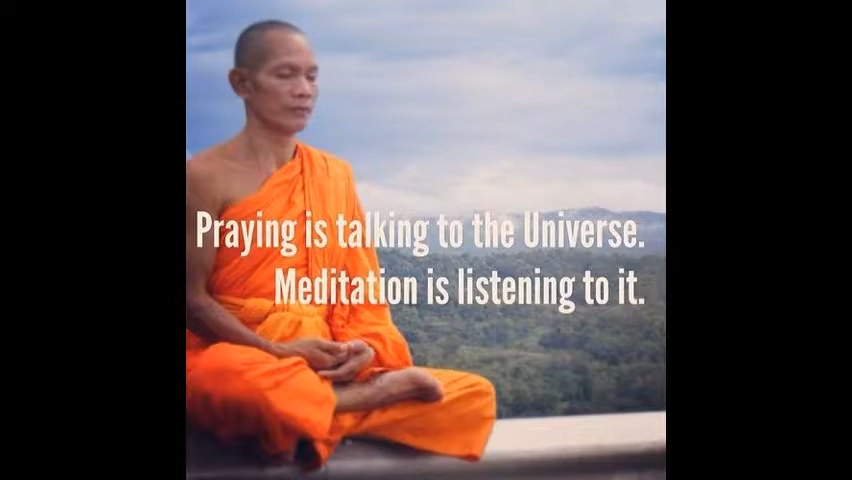 Praying is talking to the Universe.
Meditation is listening to it.